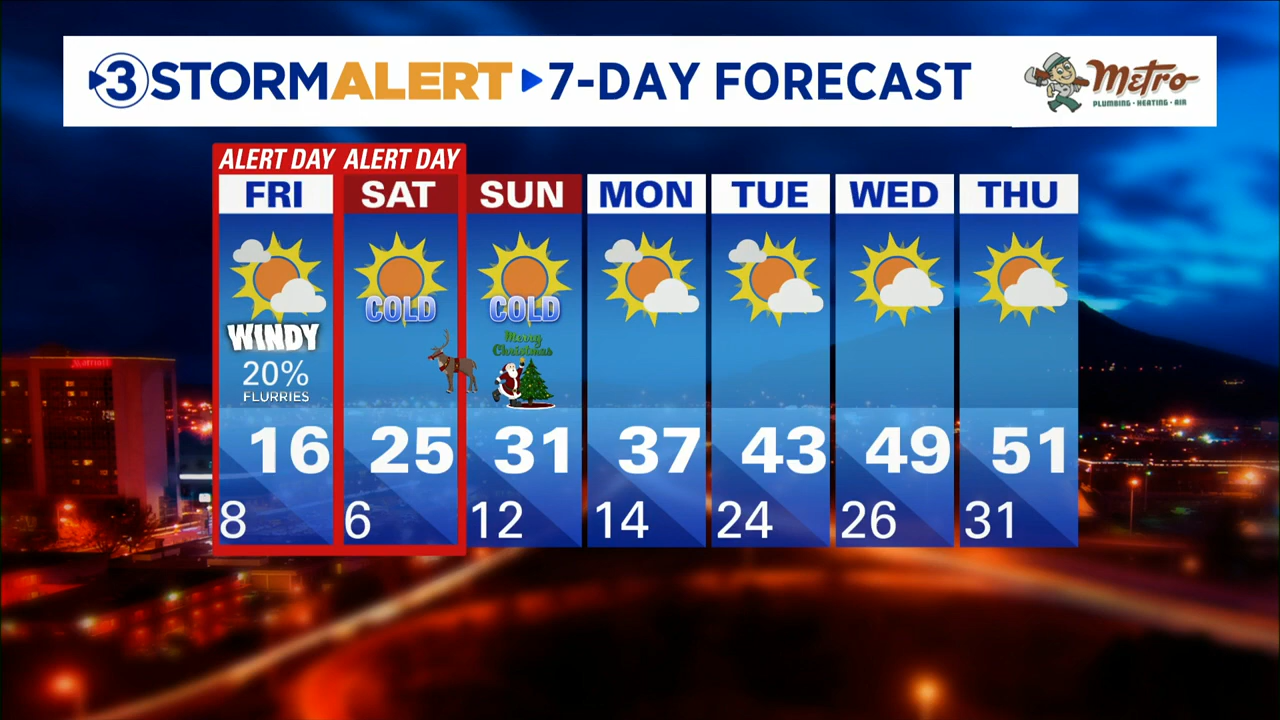 3 STORM ALERT 7-DAY FORECAST
Metro
PLUMBING • HEATING • AIR
ALERT DAY ALERT DAY
FRI SAT SUN MON TUE WED THU
COLD COLD
WINDY
Merry
Christmas
20%
FLURRIES
16 25 31 37 43 49 51
8 6 12 14 24 26 31
Marriott